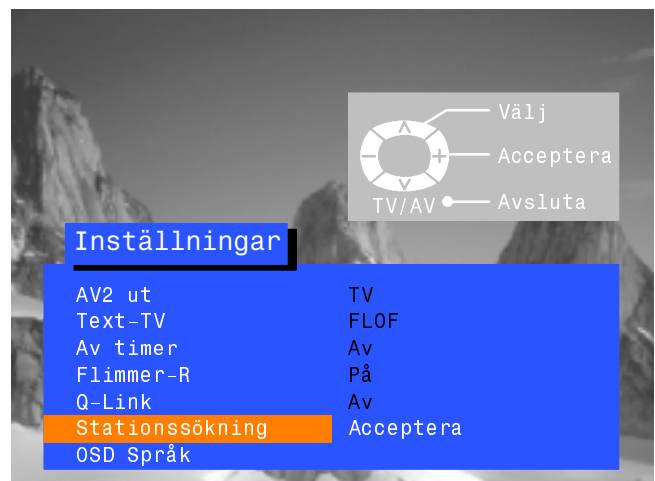 Välj
Acceptera
TV/AV Avsluta
Inställningar
AV2 ut TV
Text-TV FLOF
Av timer Av
Flimmer-R På
Q-Link Av
Stationssökning Acceptera
OSD Språk